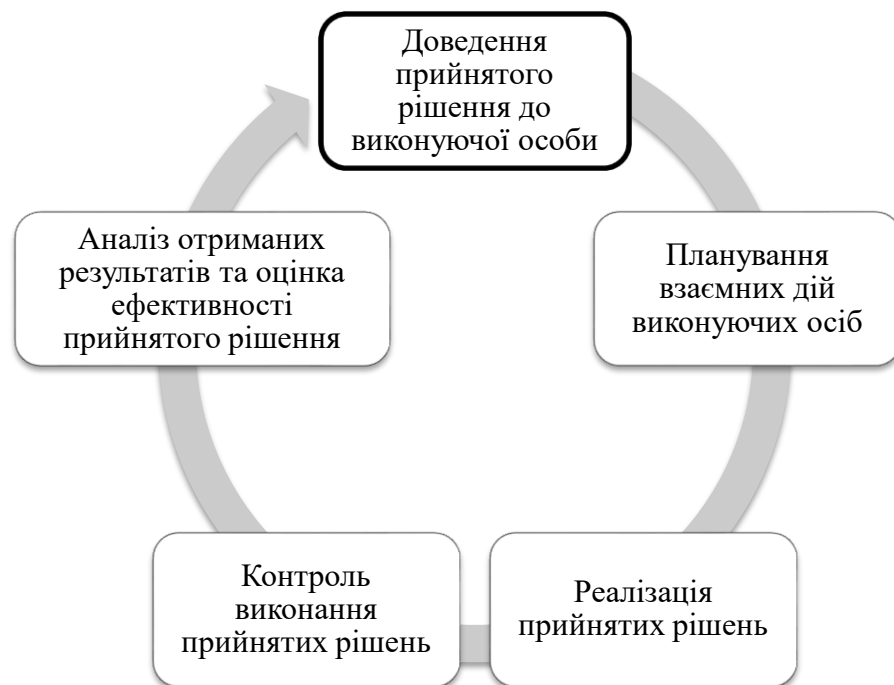 Доведення
прийнятого
рішення до
виконуючої особи
Планування
взаємних дій
виконуючих осіб
Реалізація
прийнятих рішень
Контроль
виконання
прийнятих рішень
Аналіз отриманих
результатів та оцінка
ефективності
прийнятого рішення